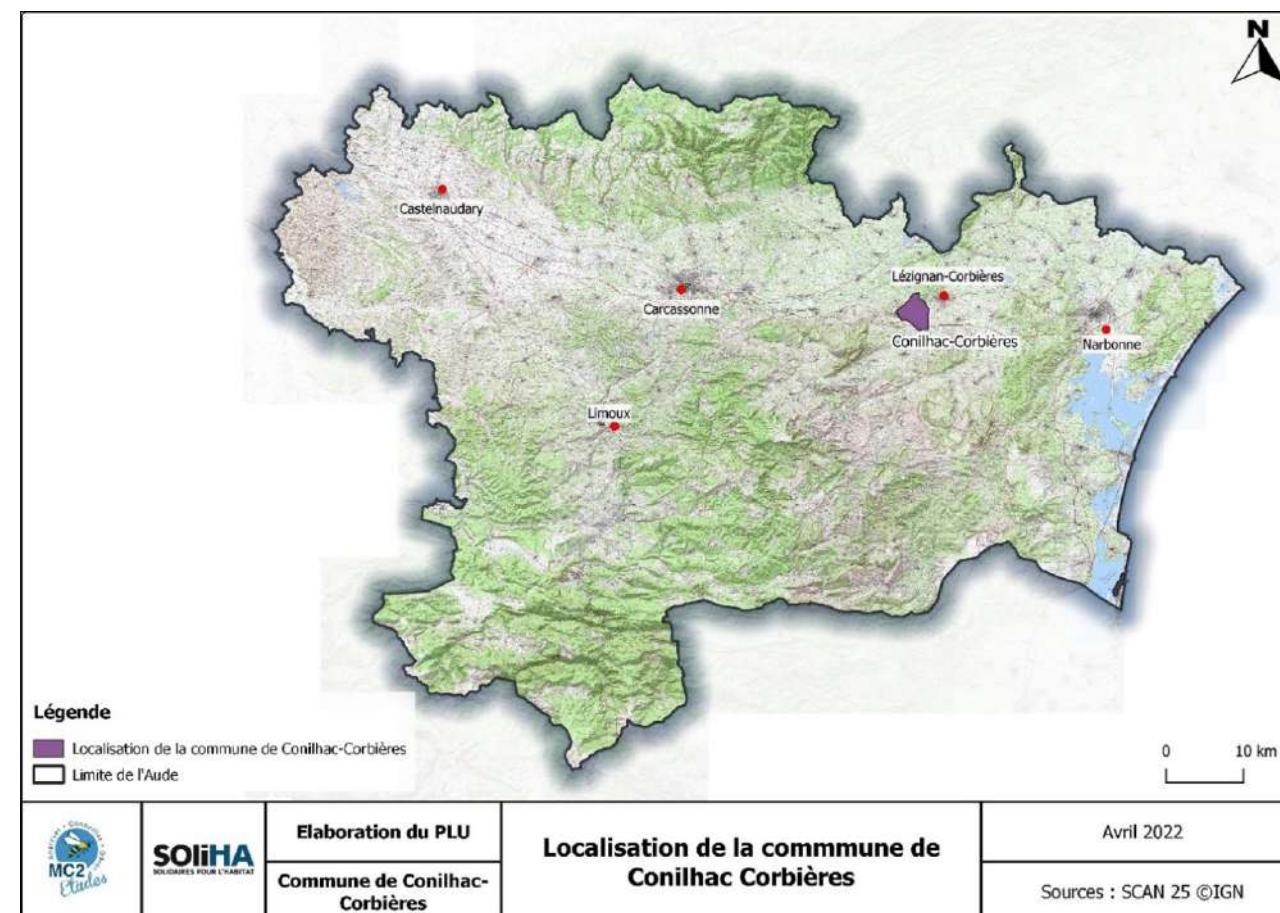 N
Castelnaudary
Lézignan-Corbières
Carcassonne
Conilhac-Corbières
Narbonne
Limoux
Légende
Localisation de la commune de Conilhac-Corbières
Limite de l'Aude
0 10 km
MC2
Etudes
SOLiHA
SOLIDAIRES POUR L'HABITAT
Elaboration du PLU
Commune de Conilhac-
Corbières
Localisation de la commmune de
Conilhac Corbières
Avril 2022
Sources : SCAN 25 ©IGN